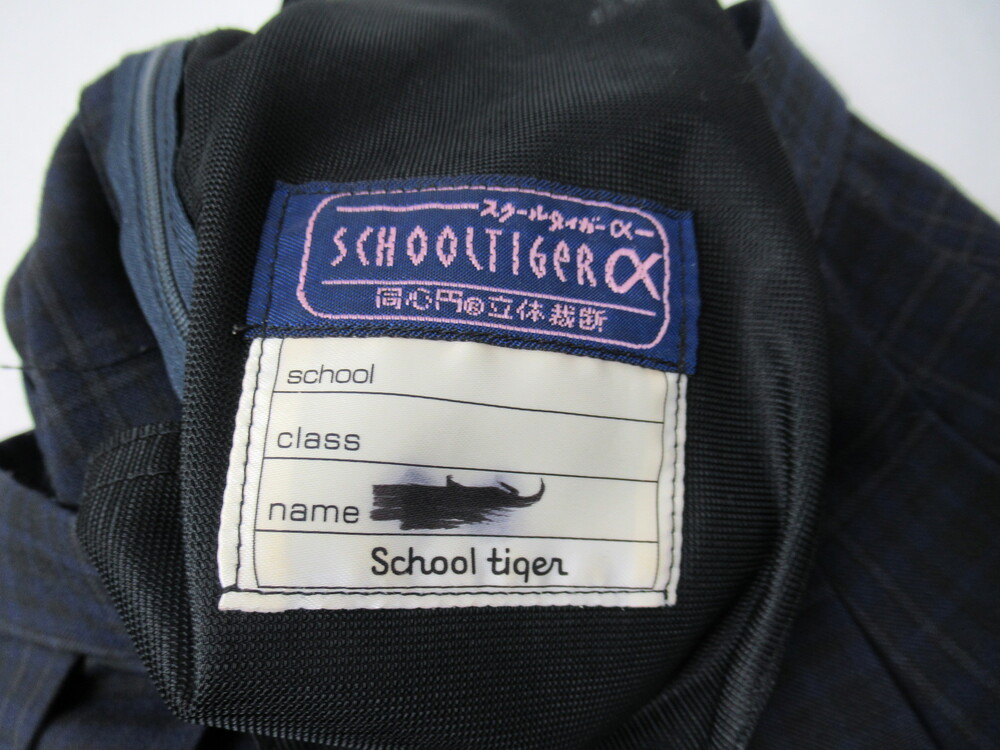 スクールタイガーα
SCHOOLTIGER α
同心円®立体裁断
school
class
name
School tiger